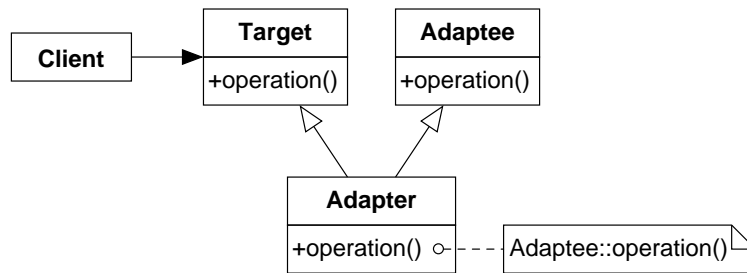 Client
Target
+operation()
Adaptee
+operation()
Adapter
+operation()
Adaptee::operation()